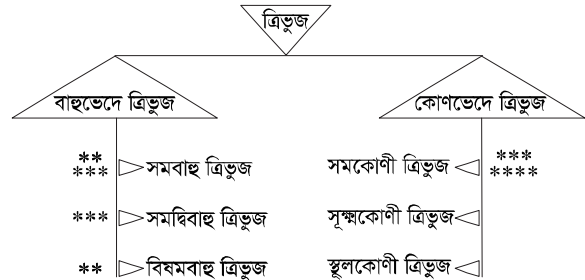 ত্রিভুজ
বাহুভেদে ত্রিভুজ
কোণভেদে ত্রিভুজ
**
*** সমবাহু ত্রিভুজ
*** সমদ্বিবাহু ত্রিভুজ
** বিষমবাহু ত্রিভুজ
সমকোণী ত্রিভুজ ***
****
সূক্ষ্মকোণী ত্রিভুজ
স্থূলকোণী ত্রিভুজ